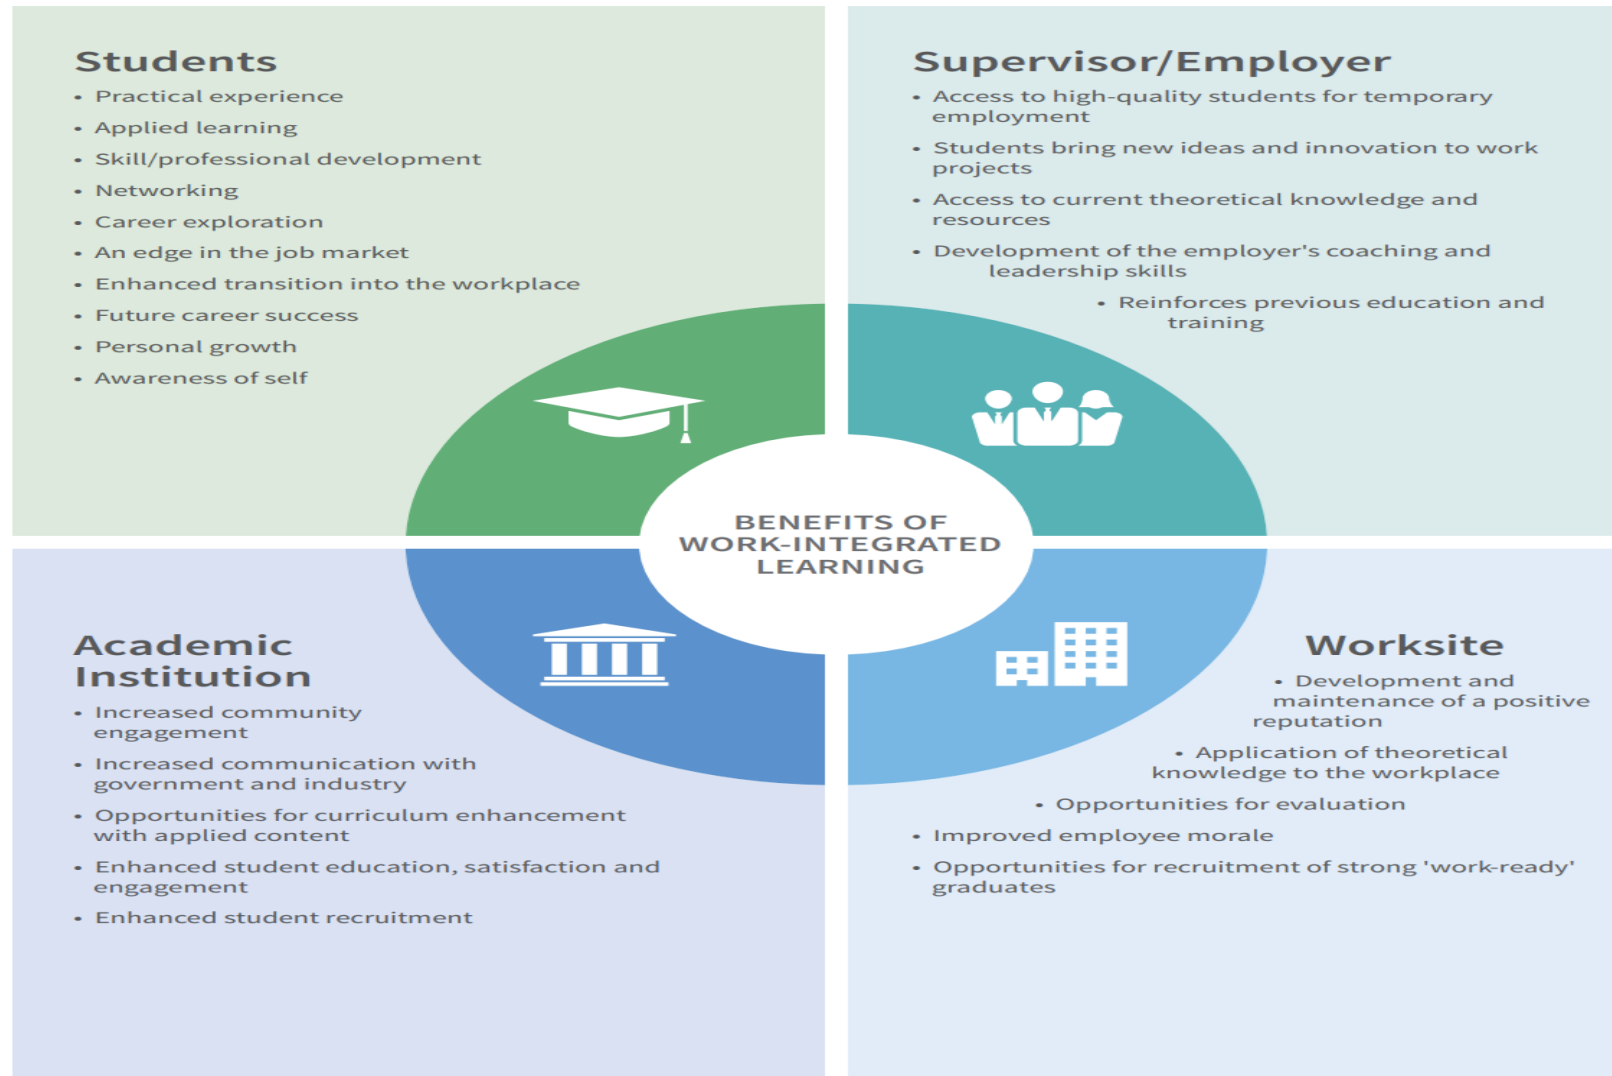 Students
• Practical experience
• Applied learning
• Skill/professional development
• Networking
• Career exploration
• An edge in the job market
• Enhanced transition into the workplace
• Future career success
• Personal growth
• Awareness of self
Supervisor/Employer
• Access to high-quality students for temporary
employment
• Students bring new ideas and innovation to work
projects
• Access to current theoretical knowledge and
resources
• Development of the employer's coaching and
leadership skills
• Reinforces previous education and
training
BENEFITS OF
WORK-INTEGRATED
LEARNING
Academic
Institution
• Increased community
engagement
• Increased communication with
government and industry
• Opportunities for curriculum enhancement
with applied content
• Enhanced student education, satisfaction and
engagement
• Enhanced student recruitment
Worksite
• Development and
maintenance of a positive
reputation
• Application of theoretical
knowledge to the workplace
• Opportunities for evaluation
• Improved employee morale
• Opportunities for recruitment of strong 'work-ready'
graduates